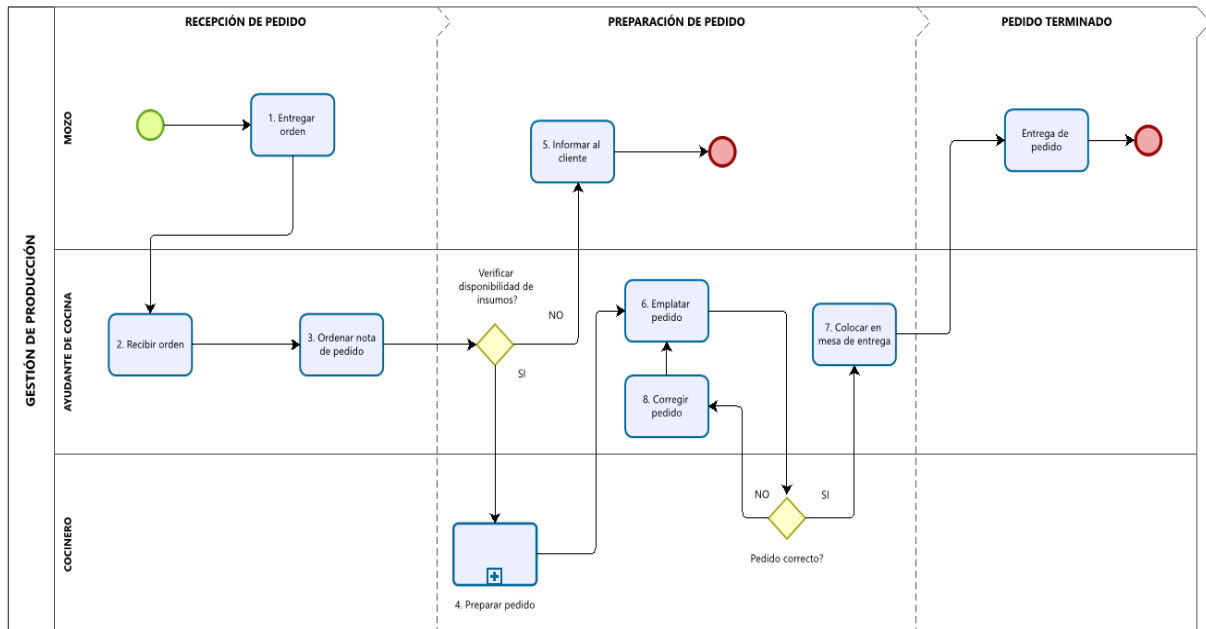 RECEPCIÓN DE PEDIDO
PREPARACIÓN DE PEDIDO
PEDIDO TERMINADO
GESTIÓN DE PRODUCCIÓN
MOZO
1. Entregar
orden
5. Informar al
cliente
Entrega de
pedido
AYUDANTE DE COCINA
2. Recibir orden
3. Ordenar nota
de pedido
Verificar
disponibilidad de
insumos?
NO
SI
6. Emplatar
pedido
8. Corregir
pedido
7. Colocar en
mesa de entrega
COCINERO
4. Preparar pedido
NO
SI
Pedido correcto?